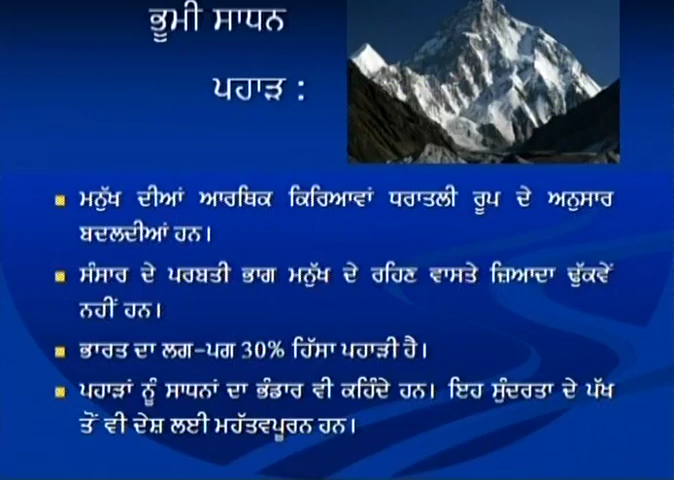 ਭੂਮੀ ਸਾਧਨ
ਪਹਾੜ :
ਮਨੁੱਖ ਦੀਆਂ ਆਰਥਿਕ ਕਿਰਿਆਵਾਂ ਧਰਾਤਲੀ ਰੂਪ ਦੇ ਅਨੁਸਾਰ
ਬਦਲਦੀਆਂ ਹਨ।
ਸੰਸਾਰ ਦੇ ਪਰਬਤੀ ਭਾਗ ਮਨੁੱਖ ਦੇ ਰਹਿਣ ਵਾਸਤੇ ਜ਼ਿਆਦਾ ਢੁੱਕਵੇਂ
ਨਹੀਂ ਹਨ।
ਭਾਰਤ ਦਾ ਲਗ-ਪਗ 30% ਹਿੱਸਾ ਪਹਾੜੀ ਹੈ।
ਪਹਾੜਾਂ ਨੂੰ ਸਾਧਨਾਂ ਦਾ ਭੰਡਾਰ ਵੀ ਕਹਿੰਦੇ ਹਨ। ਇਹ ਸੁੰਦਰਤਾ ਦੇ ਪੱਖ
ਤੋਂ ਵੀ ਦੇਸ਼ ਲਈ ਮਹੱਤਵਪੂਰਨ ਹਨ।